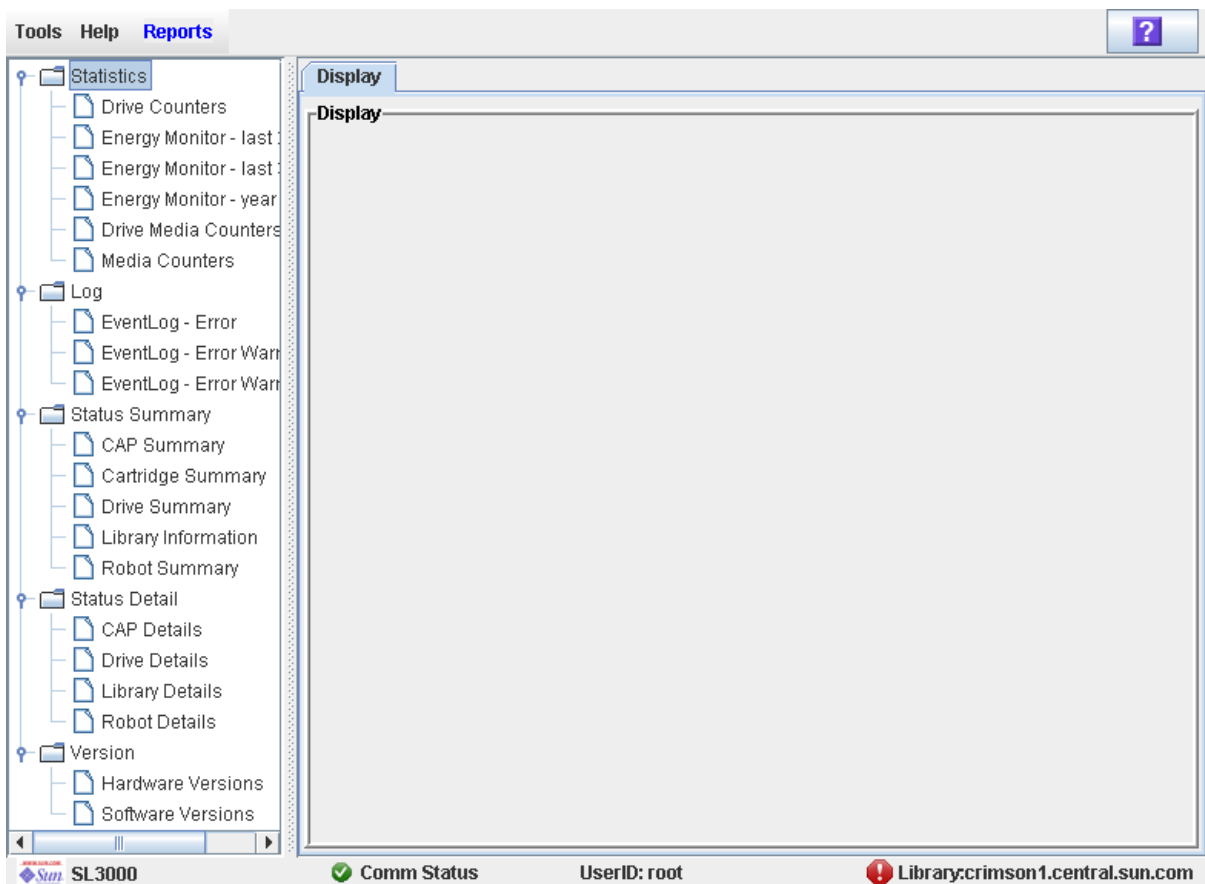 Tools Help Reports
?
Statistics
Drive Counters
Energy Monitor - last
Energy Monitor - last
Energy Monitor - year
Drive Media Counters
Media Counters
Log
EventLog - Error
EventLog - Error Warr
EventLog - Error Warr
Status Summary
CAP Summary
Cartridge Summary
Drive Summary
Library Information
Robot Summary
Status Detail
CAP Details
Drive Details
Library Details
Robot Details
Version
Hardware Versions
Software Versions
Display
Display
Sun SL3000 Comm Status UserID: root Library:crimson1.central.sun.com